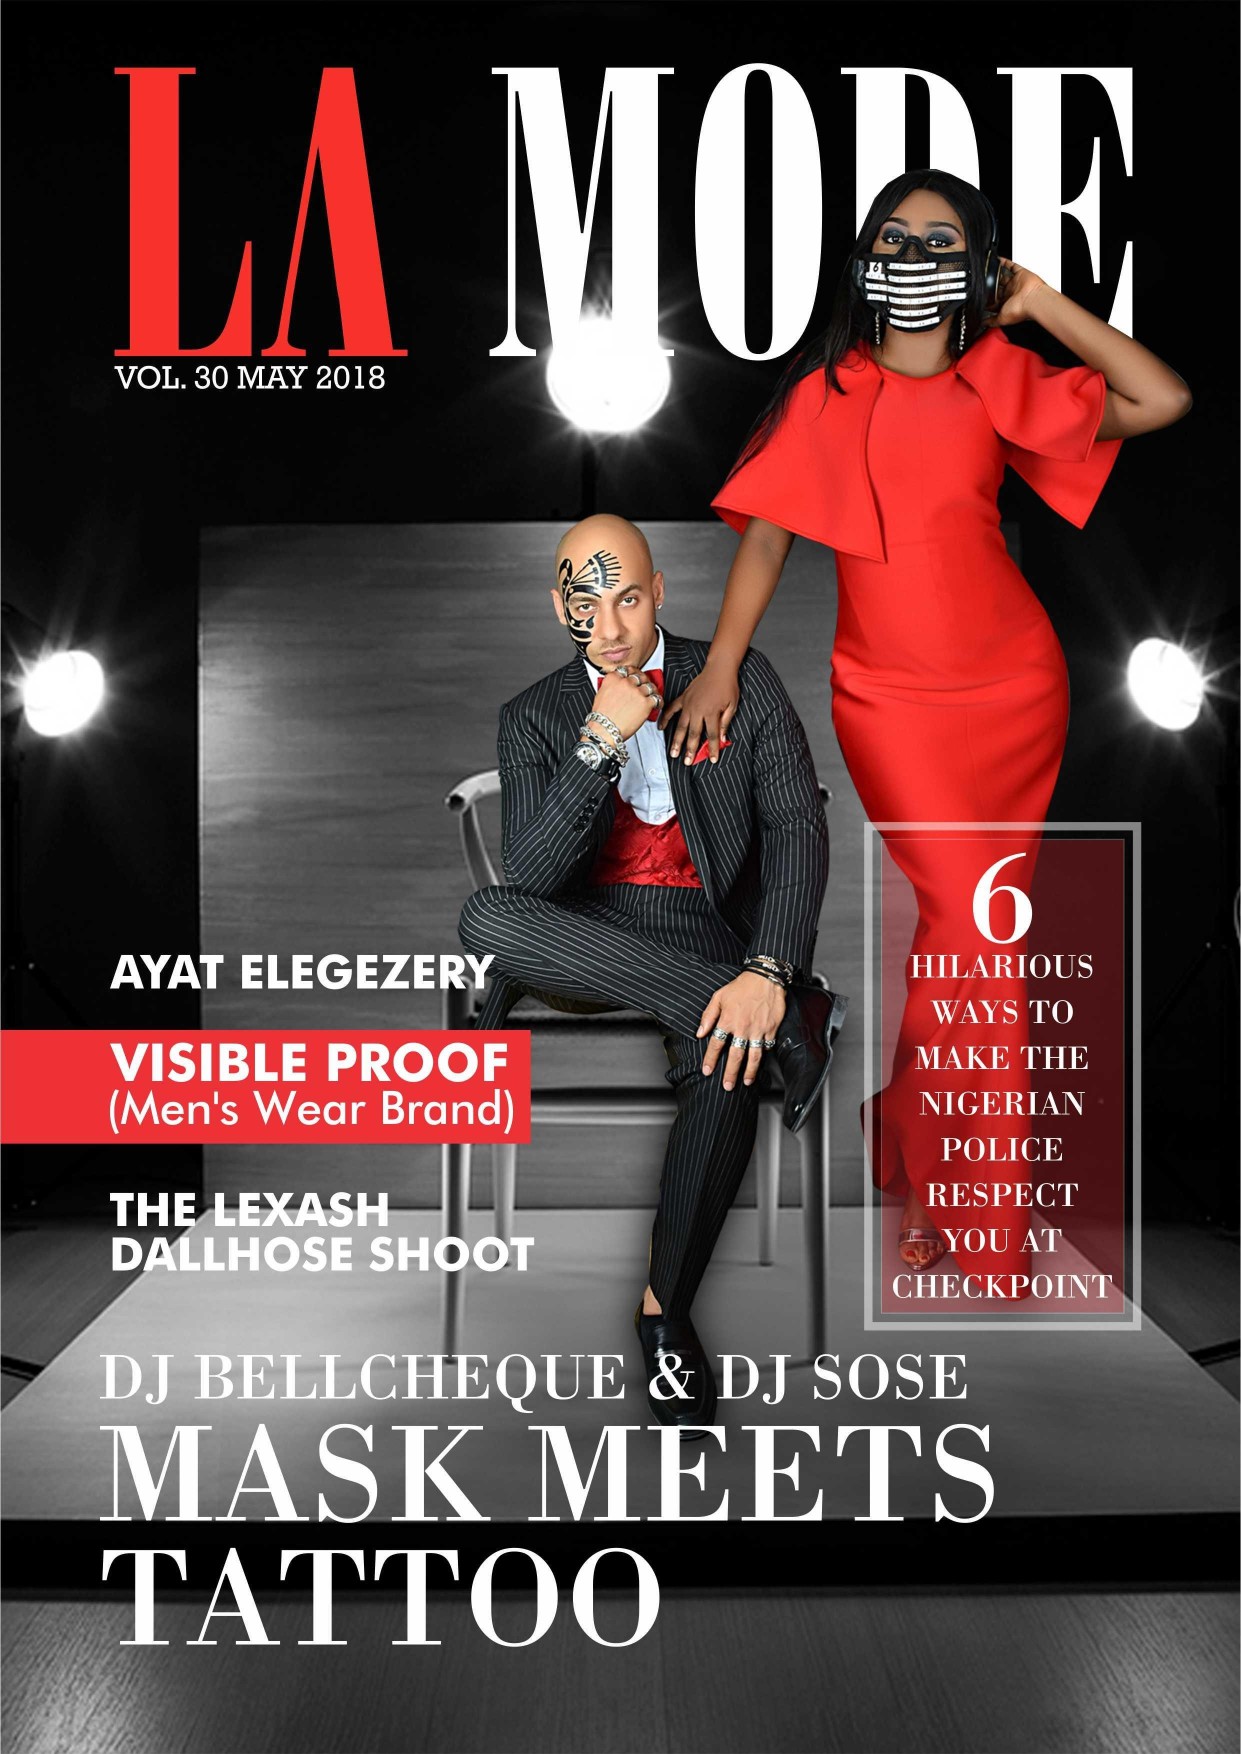 LA MODE
VOL. 30 MAY 2018
AYAT ELEGEZERY
VISIBLE PROOF
(Men's Wear Brand)
THE LEXASH
DALLHOSE SHOOT
6
HILARIOUS
WAYS TO
MAKE THE
NIGERIAN
POLICE
RESPECT
YOU AT
CHECKPOINT
DJ BELLCHEQUE & DJ SOSE
MASK MEETS
TATTOO